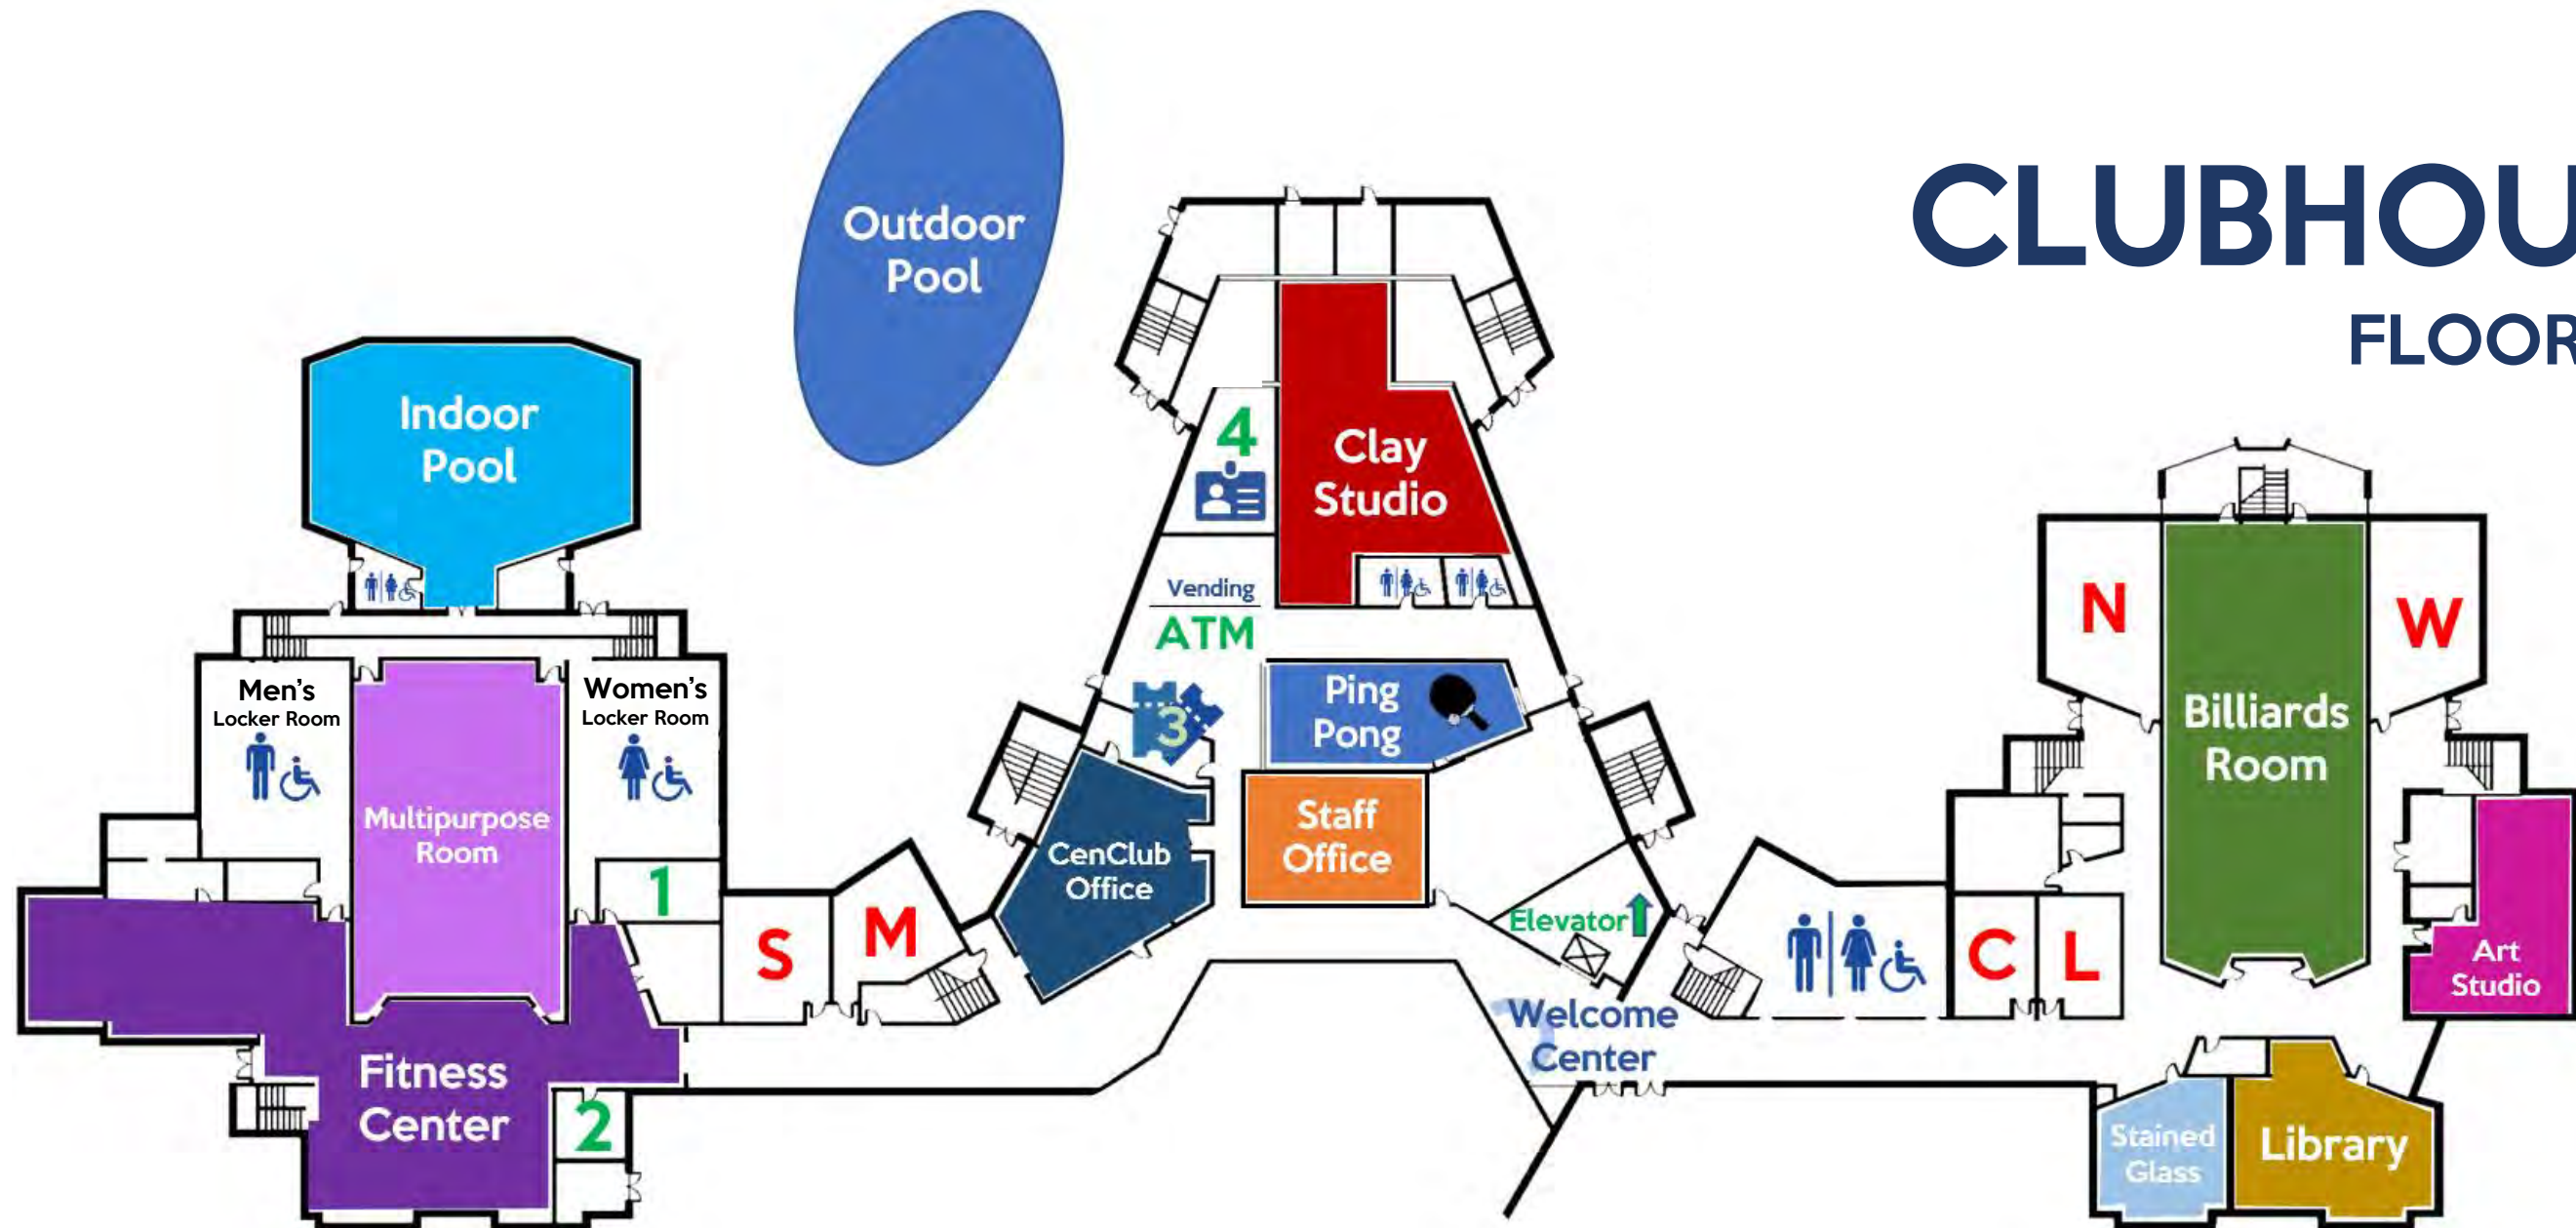 CLUBHOU
FLOOR
Outdoor
Pool
Indoor
Pool
4
Clay
Studio
Vending
ATM
N
W
Men's
Locker Room
Women's
Locker Room
Ping
Pong
3
Billiards
Room
Multipurpose
Room
Staff
Office
CenClub
Office
1
S
M
Elevator
C
L
Art
Studio
Welcome
Center
Fitness
Center
2
Stained
Glass
Library